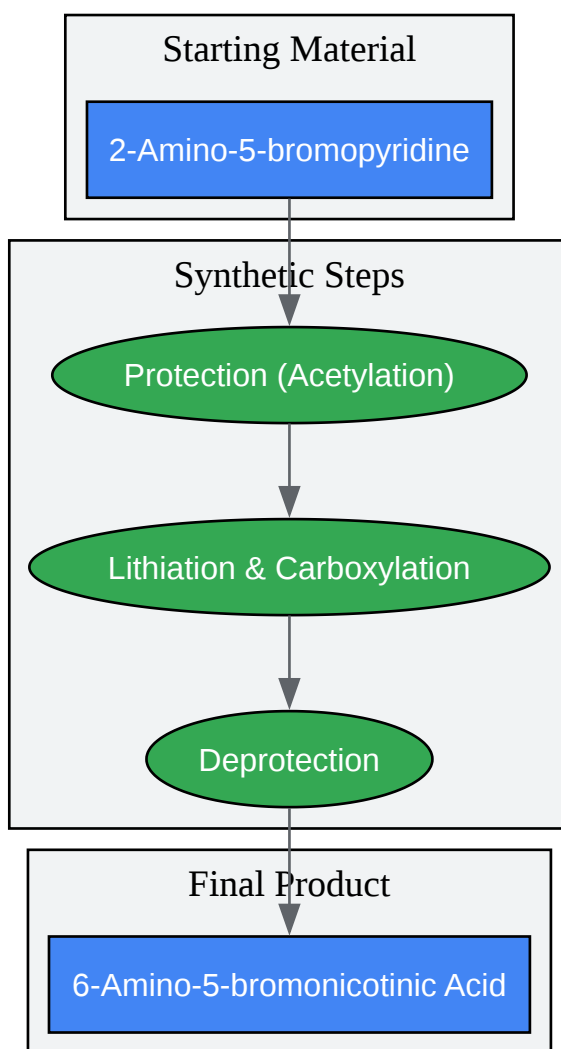 Starting Material
2-Amino-5-bromopyridine
Synthetic Steps
Protection (Acetylation)
Lithiation & Carboxylation
Deprotection
Final Product
6-Amino-5-bromonicotinic Acid